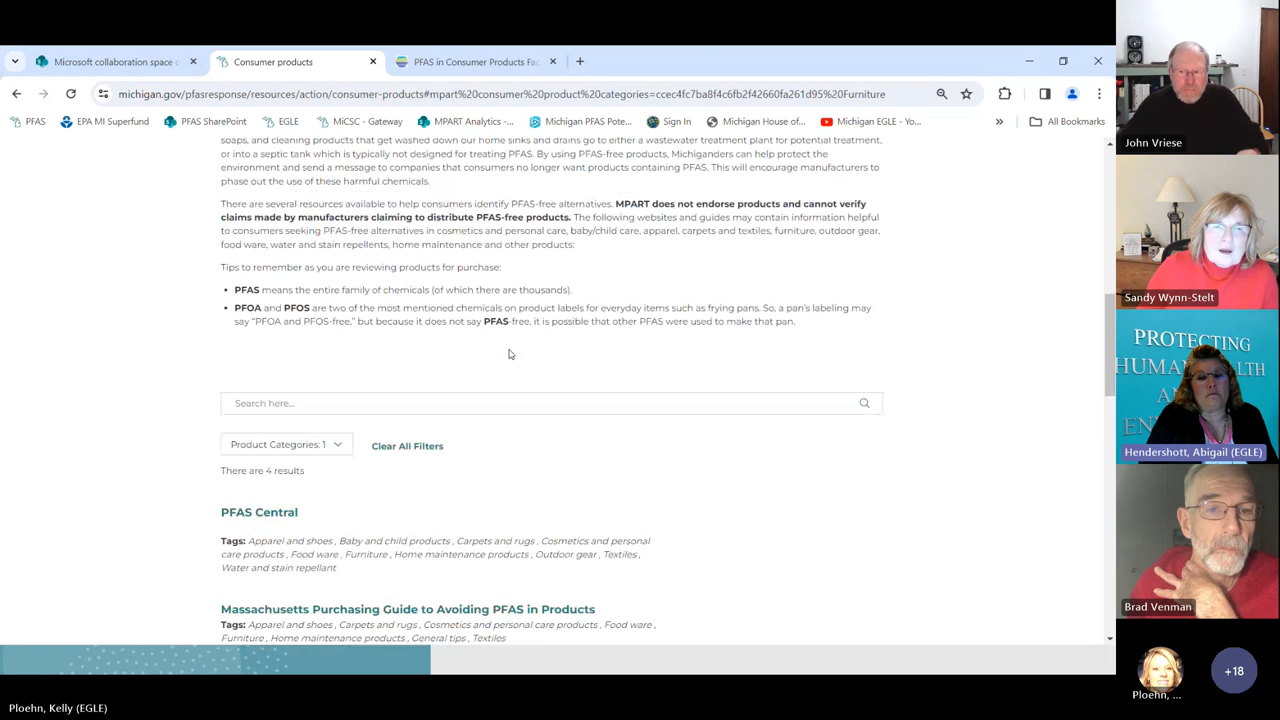 Microsoft collaboration space o
Consumer products
PFAS in Consumer Products Fac
michigan.gov/pfasresponse/resources/action/consumer-products#mpart%20consumer%20product%20categories=ccec4fc7ba8f4c6fb2f42660fa261d95%20Furniture
PFAS
EPA MI Superfund
PFAS SharePoint
EGLE
MiCSC - Gateway
MPART Analytics -...
Michigan PFAS Pote...
Sign In
Michigan House of...
Michigan EGLE - Yo...
»
All Bookmarks
soaps, and cleaning products that get washed down our home sinks and drains go to either a wastewater treatment plant for potential treatment,
or into a septic tank which is typically not designed for treating PFAS. By using PFAS-free products, Michiganders can help protect the
environment and send a message to companies that consumers no longer want products containing PFAS. This will encourage manufacturers to
phase out the use of these harmful chemicals.
There are several resources available to help consumers identify PFAS-free alternatives. MPART does not endorse products and cannot verify
claims made by manufacturers claiming to distribute PFAS-free products. The following websites and guides may contain information helpful
to consumers seeking PFAS-free alternatives in cosmetics and personal care, baby/child care, apparel, carpets and textiles, furniture, outdoor gear,
food ware, water and stain repellents, home maintenance and other products:
Tips to remember as you are reviewing products for purchase:
• PFAS means the entire family of chemicals (of which there are thousands).
• PFOA and PFOS are two of the most mentioned chemicals on product labels for everyday items such as frying pans. So, a pan's labeling may
say "PFOA and PFOS-free," but because it does not say PFAS-free, it is possible that other PFAS were used to make that pan.
Search here...
Product Categories: 1
Clear All Filters
There are 4 results
PFAS Central
Tags: Apparel and shoes , Baby and child products , Carpets and rugs , Cosmetics and personal
care products , Food ware , Furniture , Home maintenance products , Outdoor gear , Textiles ,
Water and stain repellant
Massachusetts Purchasing Guide to Avoiding PFAS in Products
Tags: Apparel and shoes , Carpets and rugs , Cosmetics and personal care products , Food ware ,
Furniture , Home maintenance products , General tips , Textiles
John Vriese
Sandy Wynn-Stelt
PROTECTING
HUMAN HEALTH
Hendershott, Abigail (EGLE)
Brad Venman
Ploehn, ...
+18
Ploehn, Kelly (EGLE)